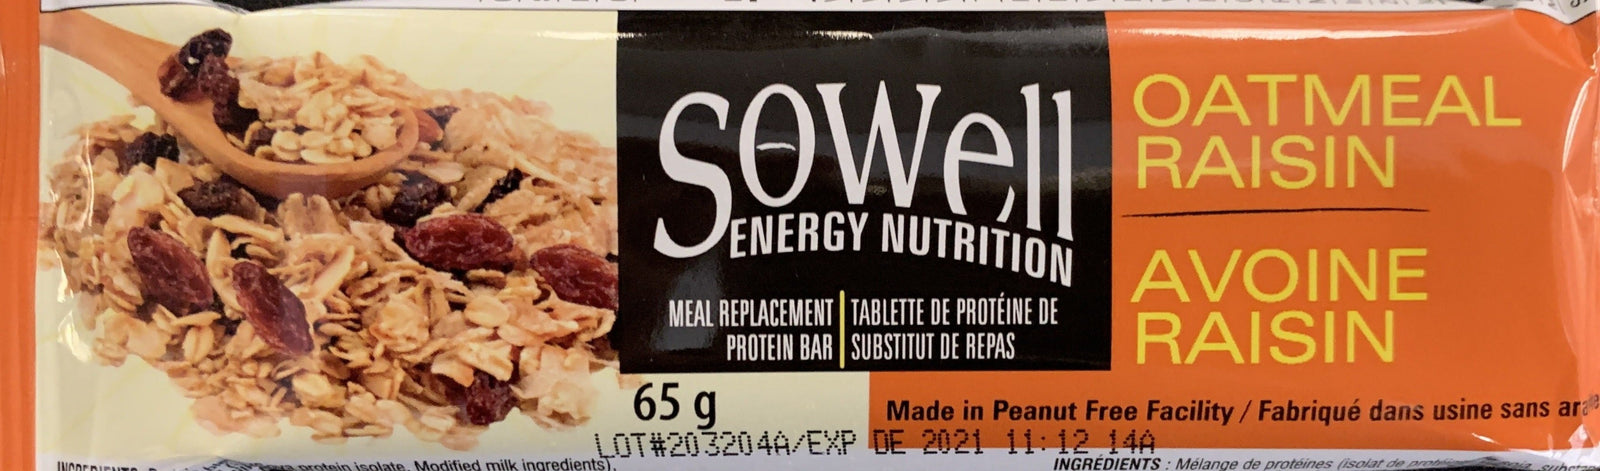 SOWell
ENERGY NUTRITION
MEAL REPLACEMENT
PROTEIN BAR
TABLETTE DE PROTÉINE DE
SUBSTITUT DE REPAS
OATMEAL
RAISIN
AVOINE
RAISIN
65 g
Made in Peanut Free Facility / Fabriqué dans usine sans
LOT#203204A/EXP DE 2021 11:12 14A
protein isolate, Modified milk ingredients),
INGRÉDIENTS : Mélange de protéines (isolat de